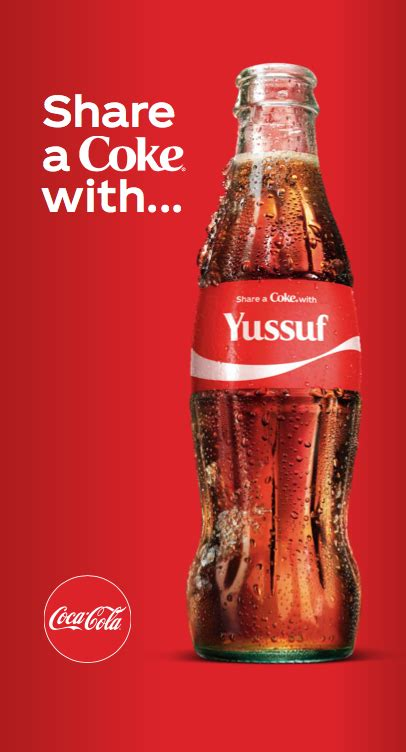 Share
a Coke®
with...
Share a Coke® with
Yussuf
Coca-Cola